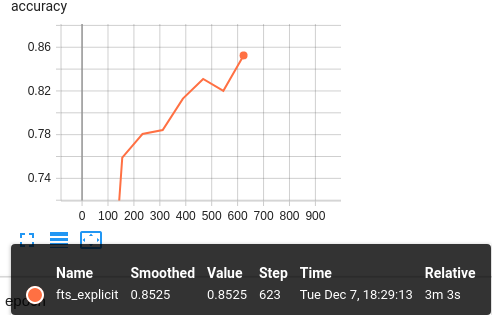 accuracy
0.86
0.82
0.78
0.74
0 100 200 300 400 500 600 700 800 900
Name Smoothed Value Step Time Relative
fts_explicit 0.8525 0.8525 623 Tue Dec 7, 18:29:13 3m 3s
epoch